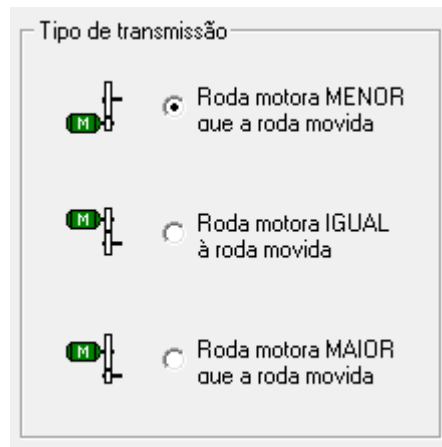 Tipo de transmissão
M
Roda motora MENOR
que a roda movida
M
Roda motora IGUAL
à roda movida
M
Roda motora MAIOR
que a roda movida